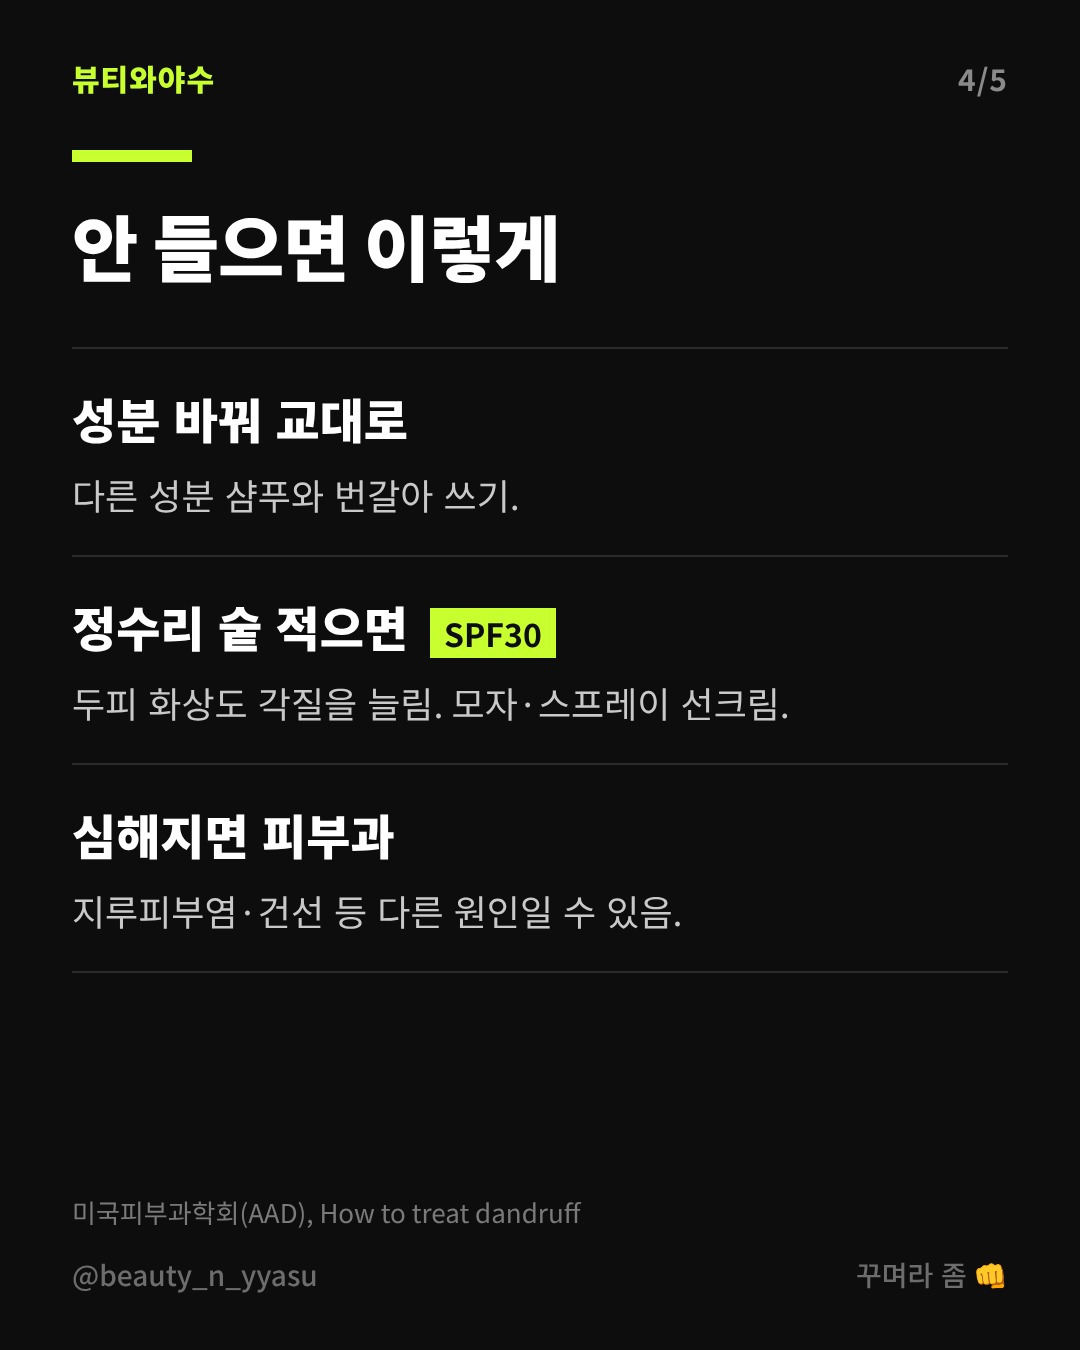 뷰티와야수
4/5
안 들으면 이렇게
성분 바꿔 교대로
다른 성분 샴푸와 번갈아 쓰기.
정수리 숱 적으면 SPF30
두피 화상도 각질을 늘림. 모자·스프레이 선크림.
심해지면 피부과
지루피부염·건선 등 다른 원인일 수 있음.
미국피부과학회(AAD), How to treat dandruff
@beauty_n_yyasu
꾸며라 좀 👊